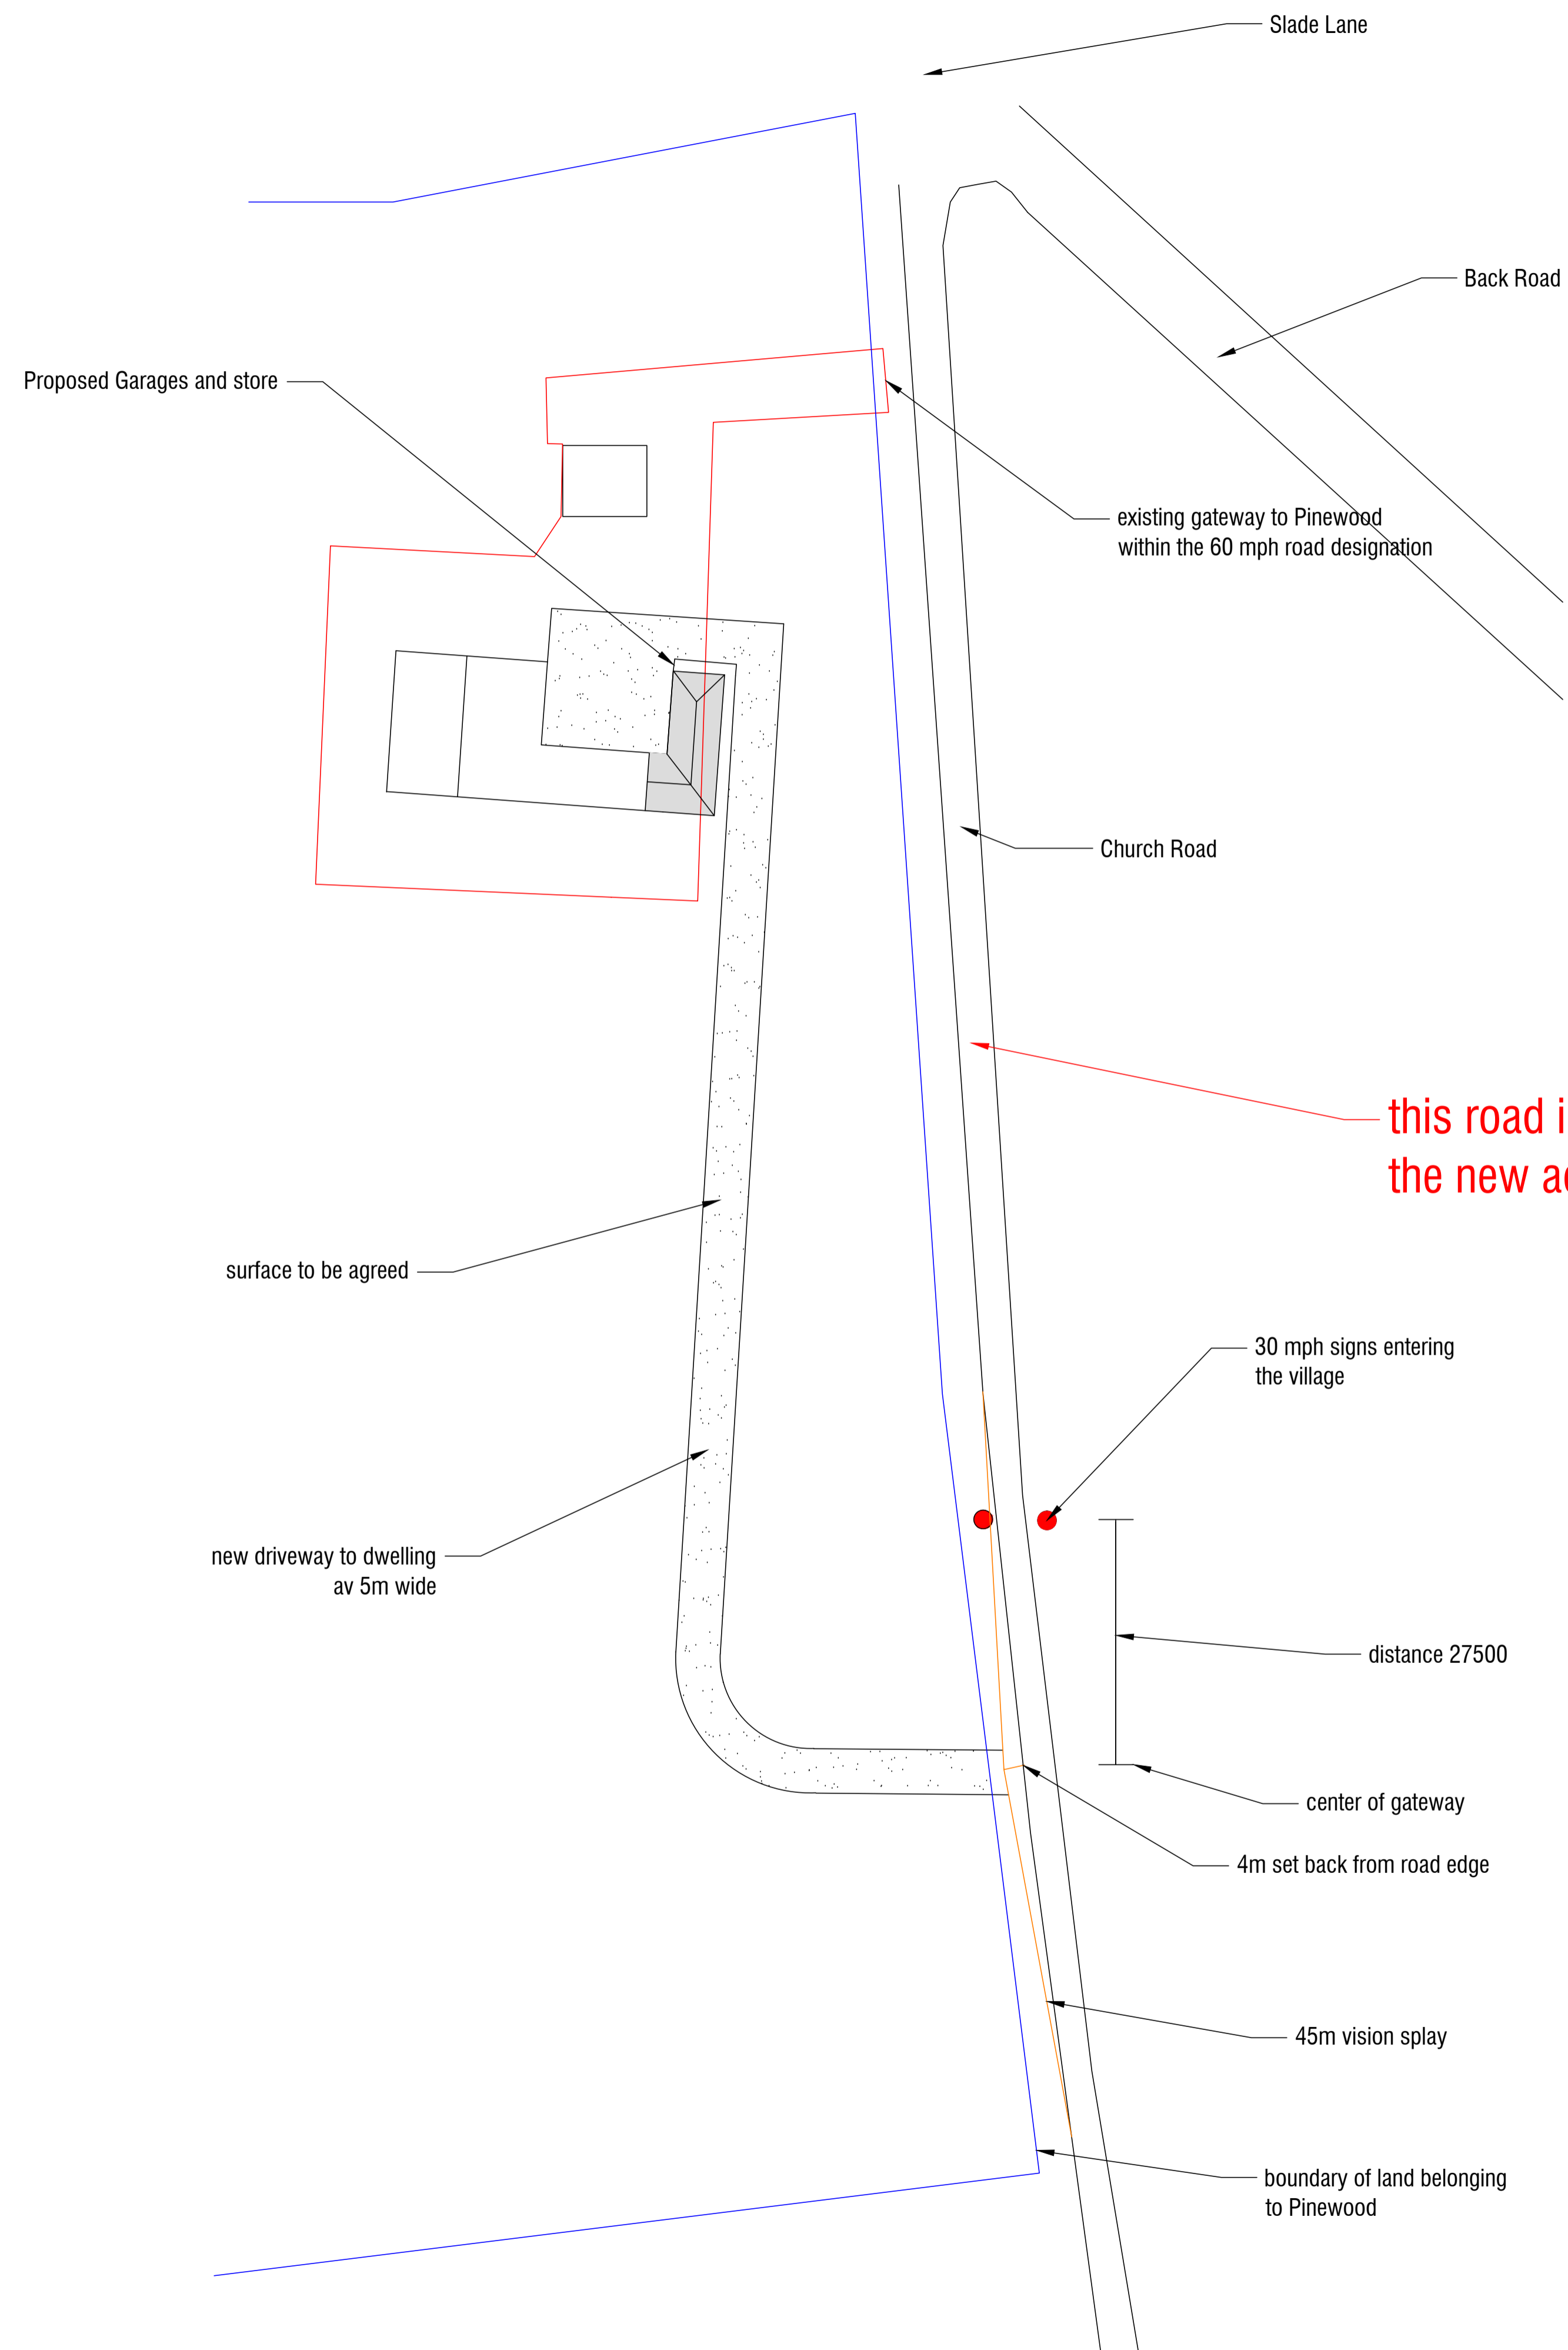 Slade Lane
Back Road
Proposed Garages and store
existing gateway to Pinewood
within the 60 mph road designation
Church Road
this road
the new
surface to be agreed
30 mph signs entering
the village
new driveway to dwelling
av 5m wide
distance 27500
center of gateway
4m set back from road edge
45m vision splay
boundary of land belonging
to Pinewood